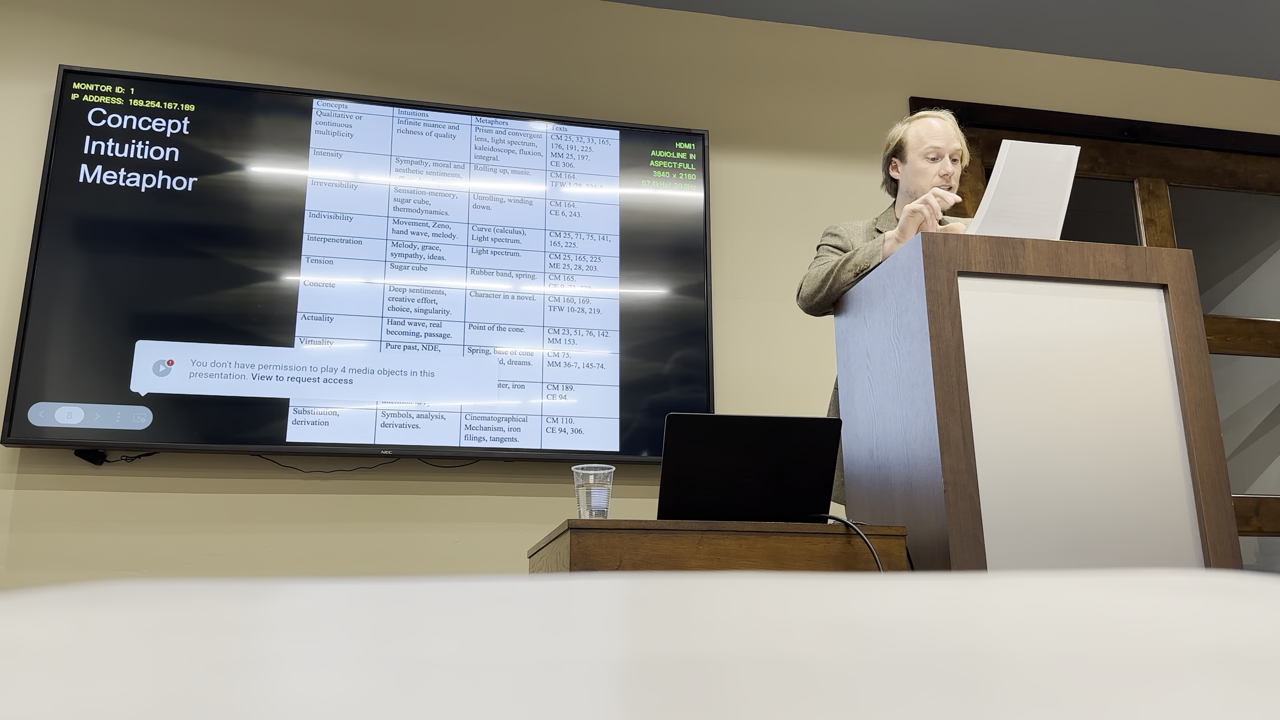 MONITOR ID: 1
IP ADDRESS: 169.254.167.189
Concept
Intuition
Metaphor
HDMI1
AUDIO:LINE IN
ASPECT:FULL
3840 x 2160
Concepts Intuitions Metaphors Texts
Qualitative or
continuous
multiplicity
Infinite nuance and
richness of quality
Prism and convergent
lens, light spectrum,
kaleidoscope, fluxion,
integral.
CM 25, 32, 33, 165,
176, 191, 225.
MM 25, 197.
CE 306.
Intensity
Sympathy, moral and
aesthetic sentiments,
Rolling up, music.
CM 164.
Irreversibility
Sensation-memory,
sugar cube,
thermodynamics.
Unrolling, winding
down.
CM 164.
CE 6, 243.
Indivisibility
Movement, Zeno,
hand wave, melody.
Curve (calculus),
Light spectrum.
CM 25, 71, 75, 141,
165, 225.
Interpenetration
Melody, grace,
sympathy, ideas.
Light spectrum.
CM 25, 165, 225.
ME 25, 28, 203.
Tension
Sugar cube
Rubber band, spring.
CM 165.
Concrete
Deep sentiments,
creative effort,
choice, singularity.
Character in a novel.
CM 160, 169.
TFW 10-28, 219.
Actuality
Hand wave, real
becoming, passage.
Point of the cone.
CM 23, 51, 76, 142
MM 153.
Virtuality
Pure past, NDE,
Spring, base of cone
dreams.
CM 75.
MM 36-7, 145-74.
iron
CM 189.
CE 94.
Substitution,
derivation
Symbols, analysis,
derivatives.
Cinematographical
Mechanism, iron
filings, tangents.
CM 110.
CE 94, 306.
You don't have permission to play 4 media objects in this
presentation. View to request access
8
NEC